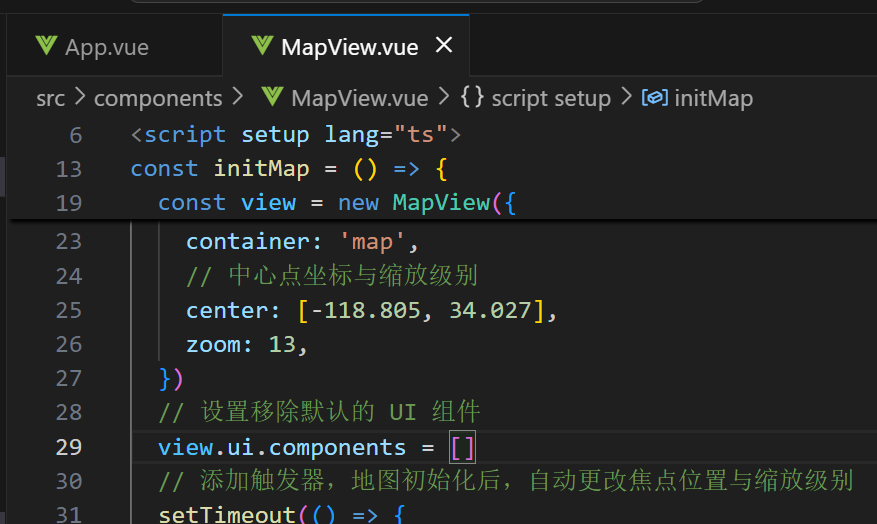 App.vue MapView.vue
src > components > MapView.vue > {} script setup > initMap
6 <script setup lang="ts">
13 const initMap = () => {
19 const view = new MapView({
23 container: 'map',
24 // 中心点坐标与缩放级别
25 center: [-118.805, 34.027],
26 zoom: 13,
27 })
28 // 设置移除默认的 UI 组件
29 view.ui.components = []
30 // 添加触发器，地图初始化后，自动更改焦点位置与缩放级别
31 setTimeout(() => {